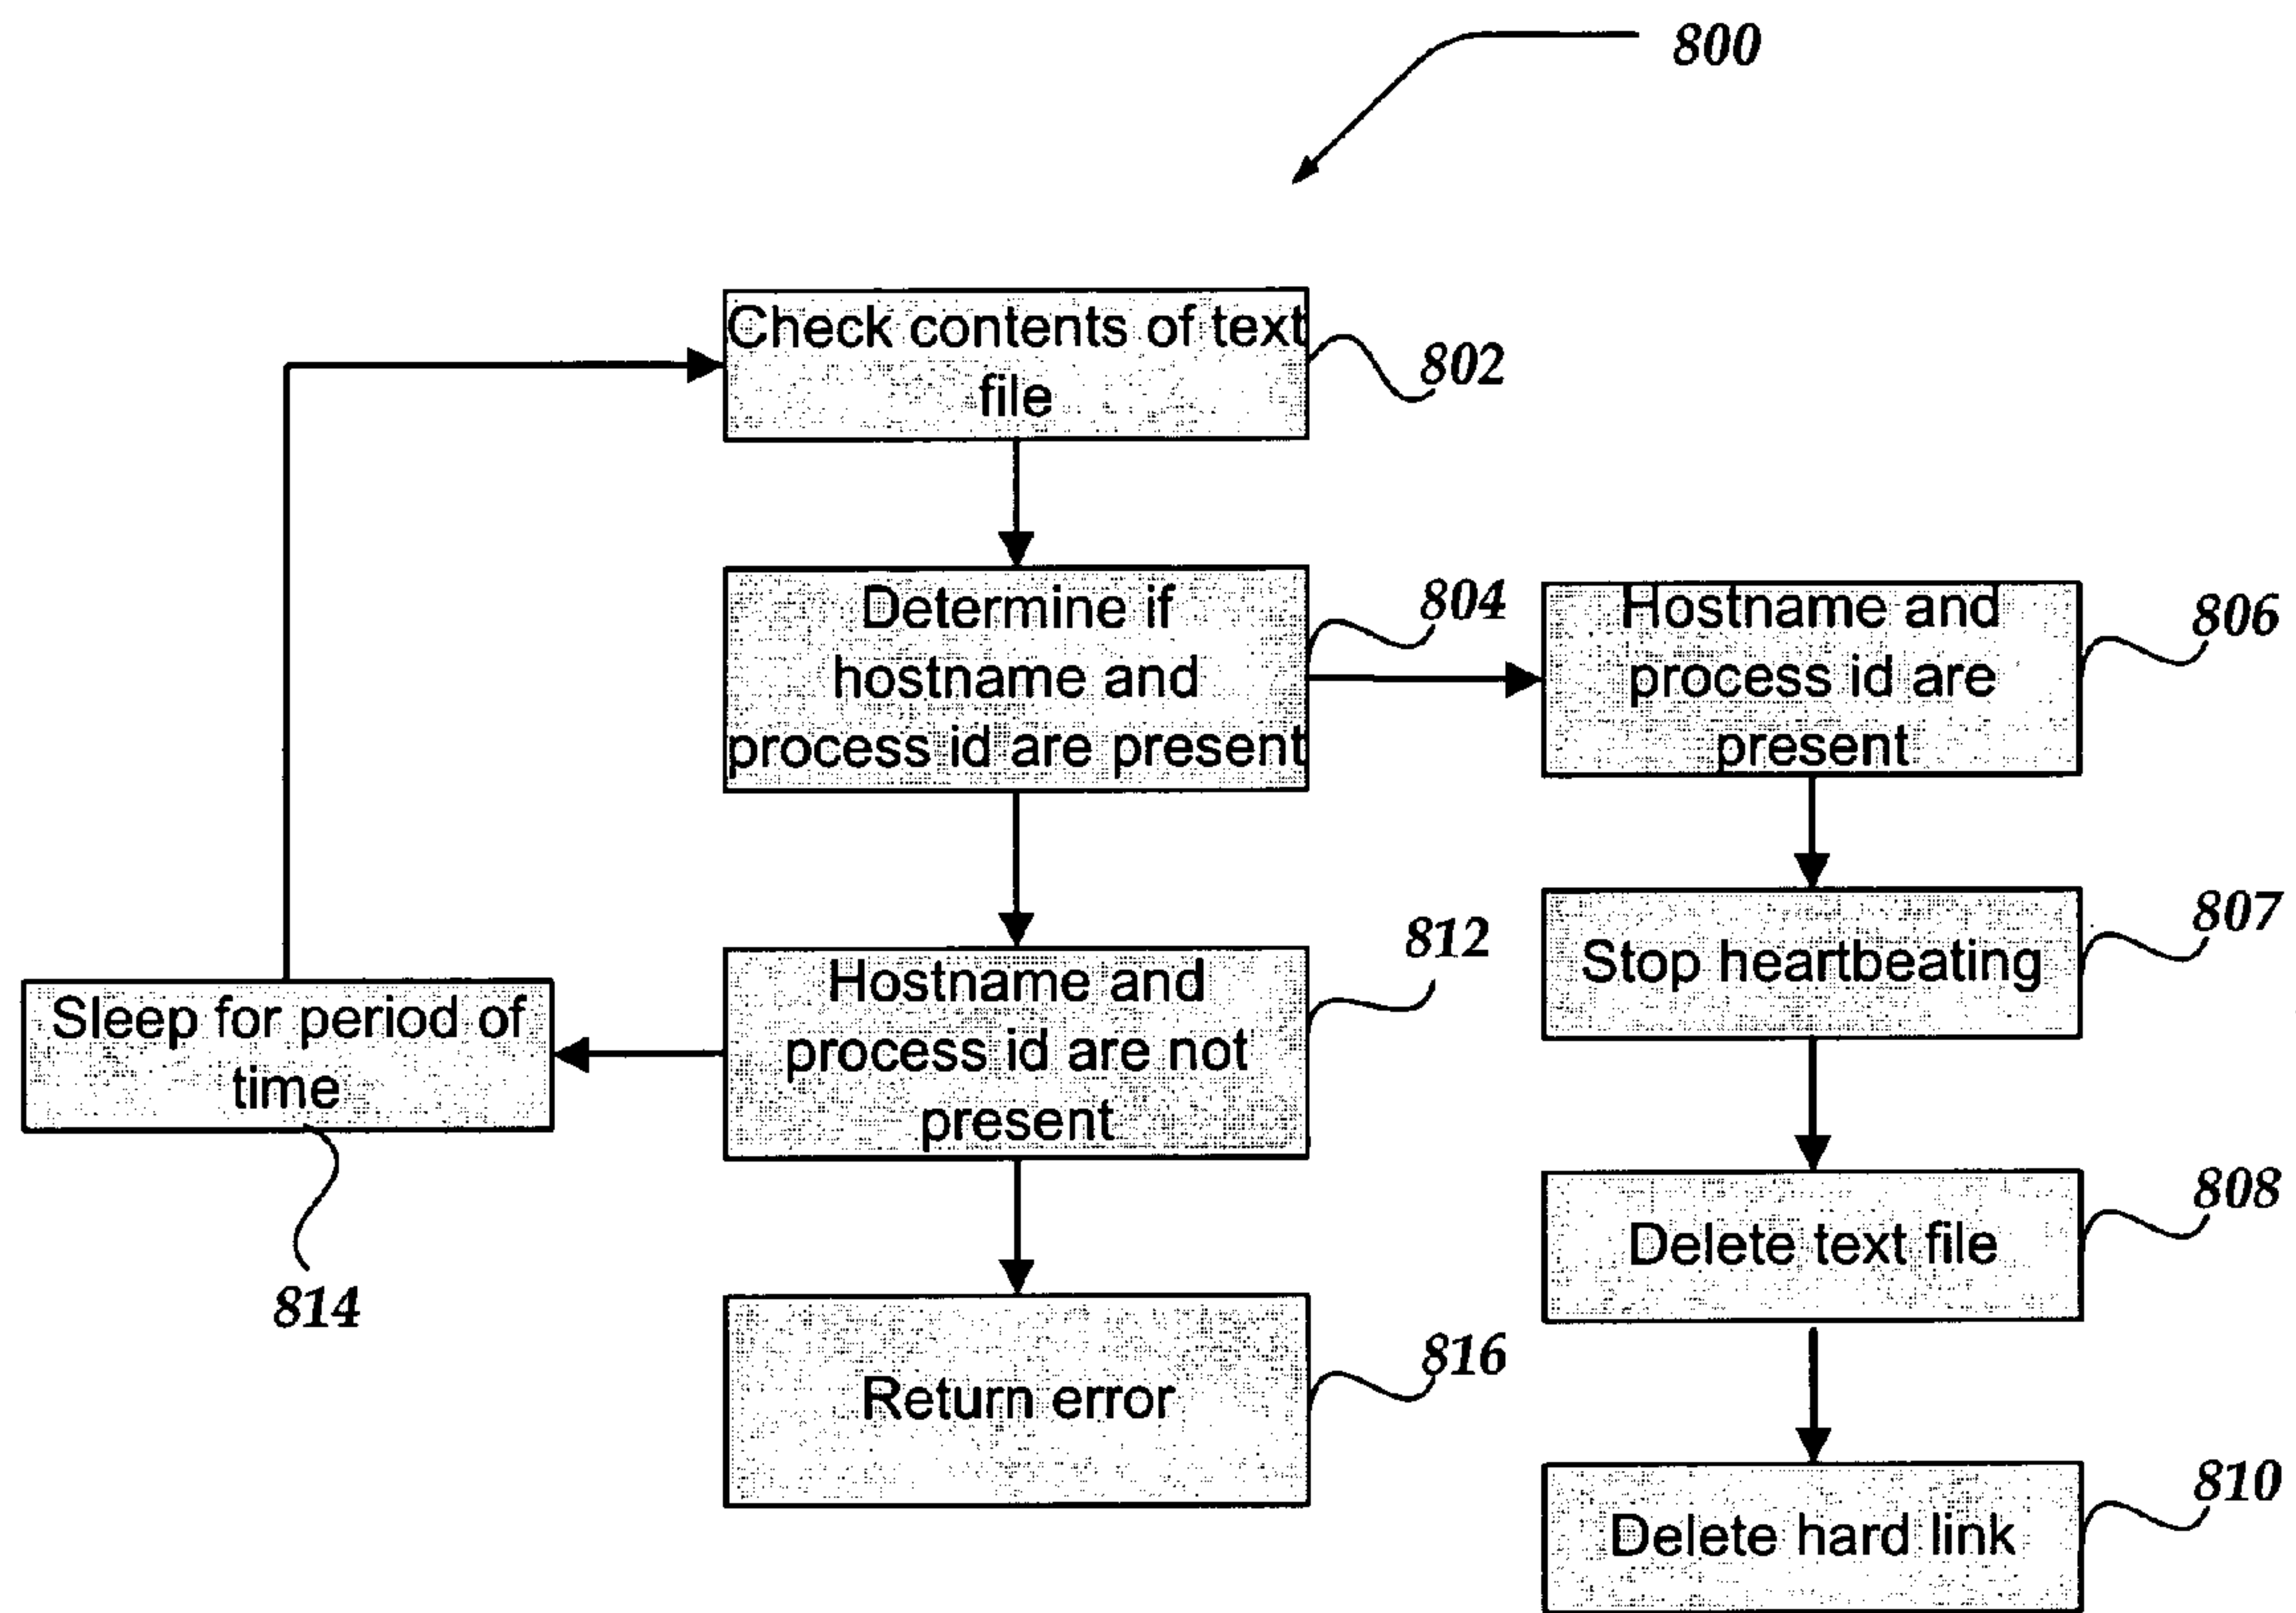 800
Check contents of text
file
802
Determine if
hostname and
process id are present
804
Hostname and
process id are
present
806
Stop heartbeating
807
Hostname and
process id are not
present
812
Sleep for period of
time
814
Delete text file
808
Return error
816
Delete hard link
810